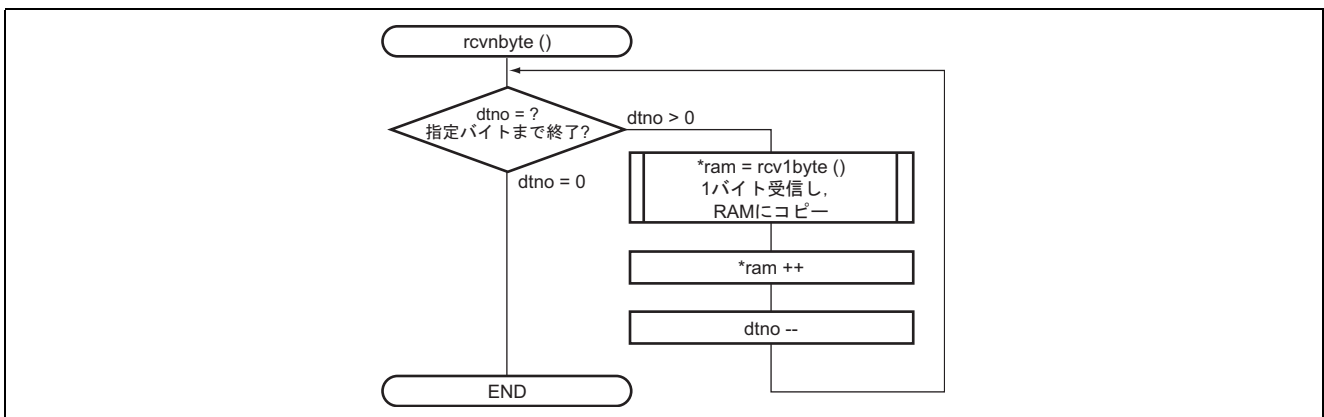 rcvnbyte ()
dtno = ?
指定バイトまで終了?
dtno > 0
dtno = 0
*ram = rcv1byte ()
1バイト受信し,
RAMにコピー
*ram ++
dtno --
END